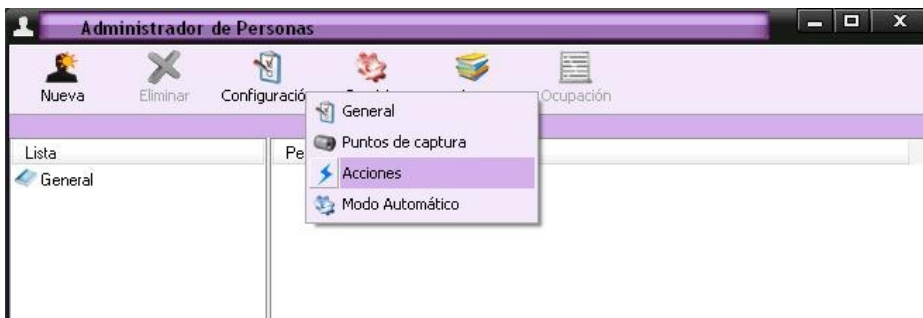 Administrador de Personas
Nueva
Eliminar
Configuració
Ocupación
General
Puntos de captura
Acciones
Modo Automático
Lista
Pe
General